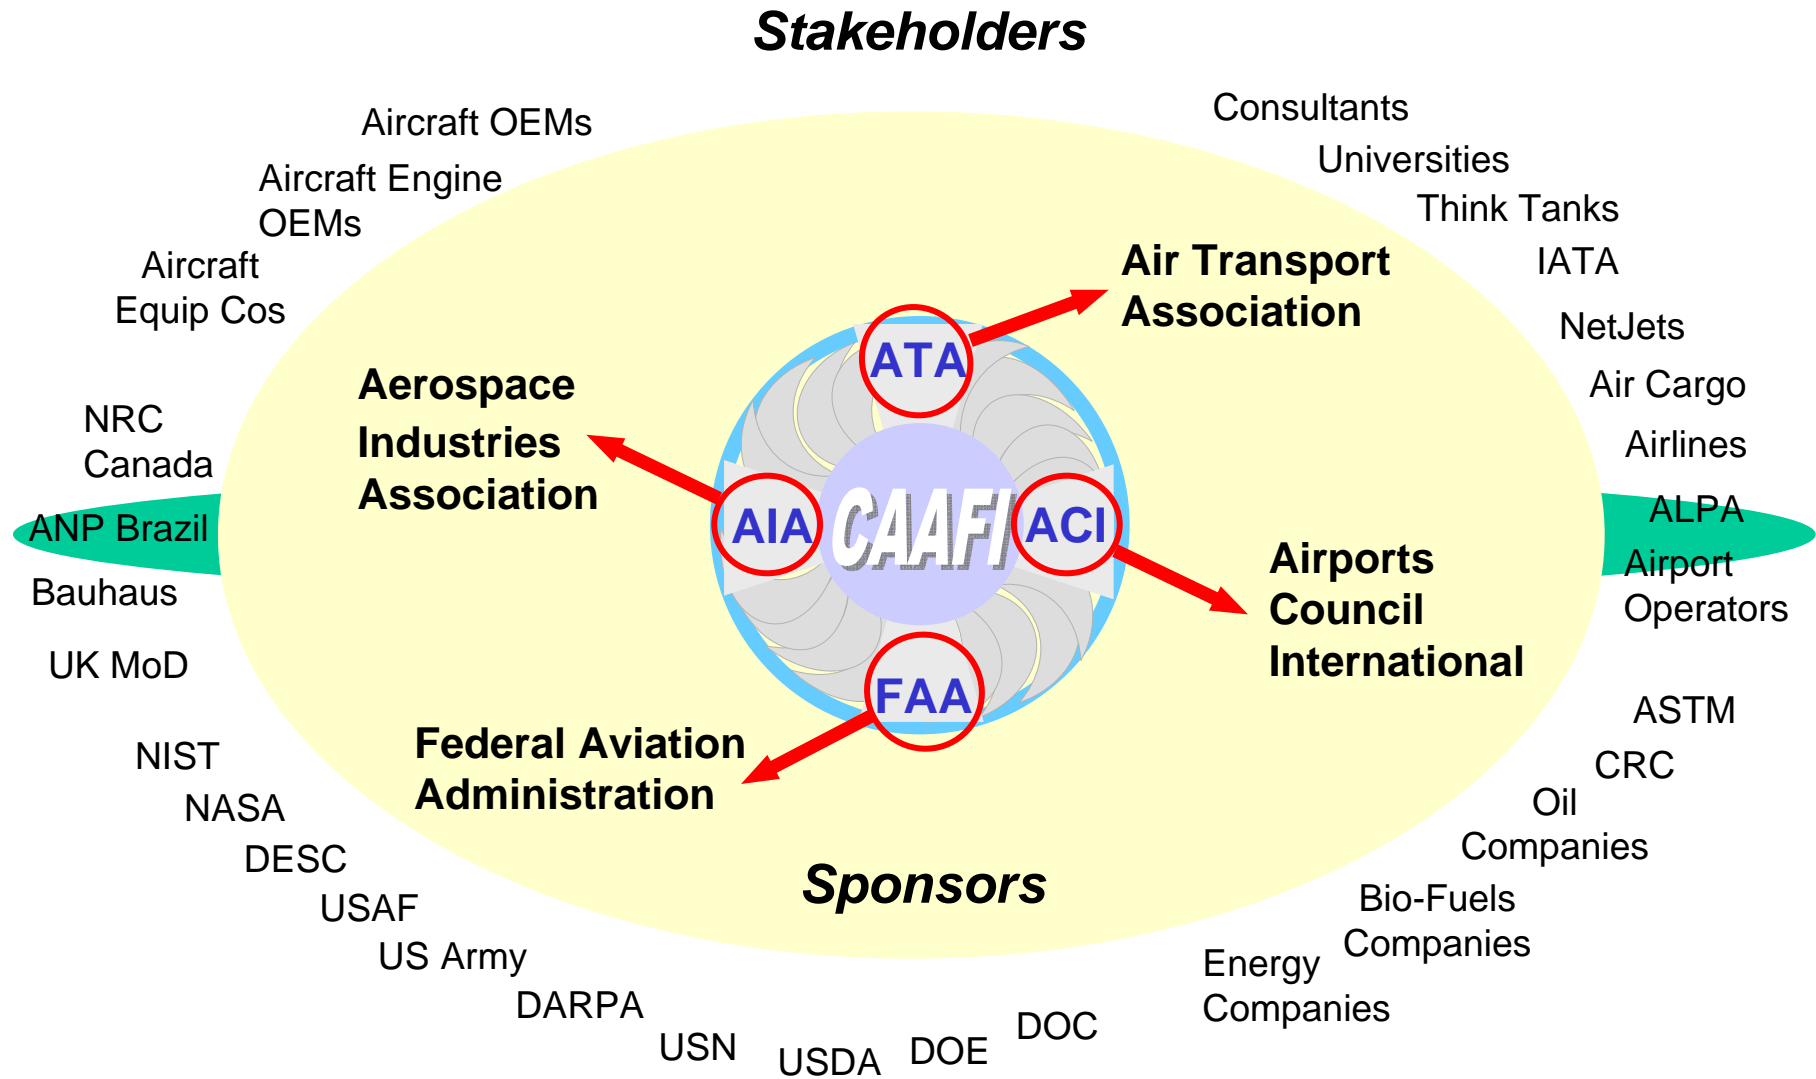 Stakeholders
Aircraft OEMs
Aircraft Engine
OEMs
Aircraft
Equip Cos
NRC
Canada
ANP Brazil
Bauhaus
UK MoD
NIST
NASA
DESC
USAF
US Army
DARPA
USN
USDA
DOE
DOC
Consultants
Universities
Think Tanks
IATA
NetJets
Air Cargo
Airlines
ALPA
Airport
Operators
ASTM
CRC
Oil
Companies
Bio-Fuels
Companies
Energy
Companies
Air Transport
Association
Aerospace
Industries
Association
ATA
AIA
CAAFI
ACI
FAA
Airports
Council
International
Federal Aviation
Administration
Sponsors